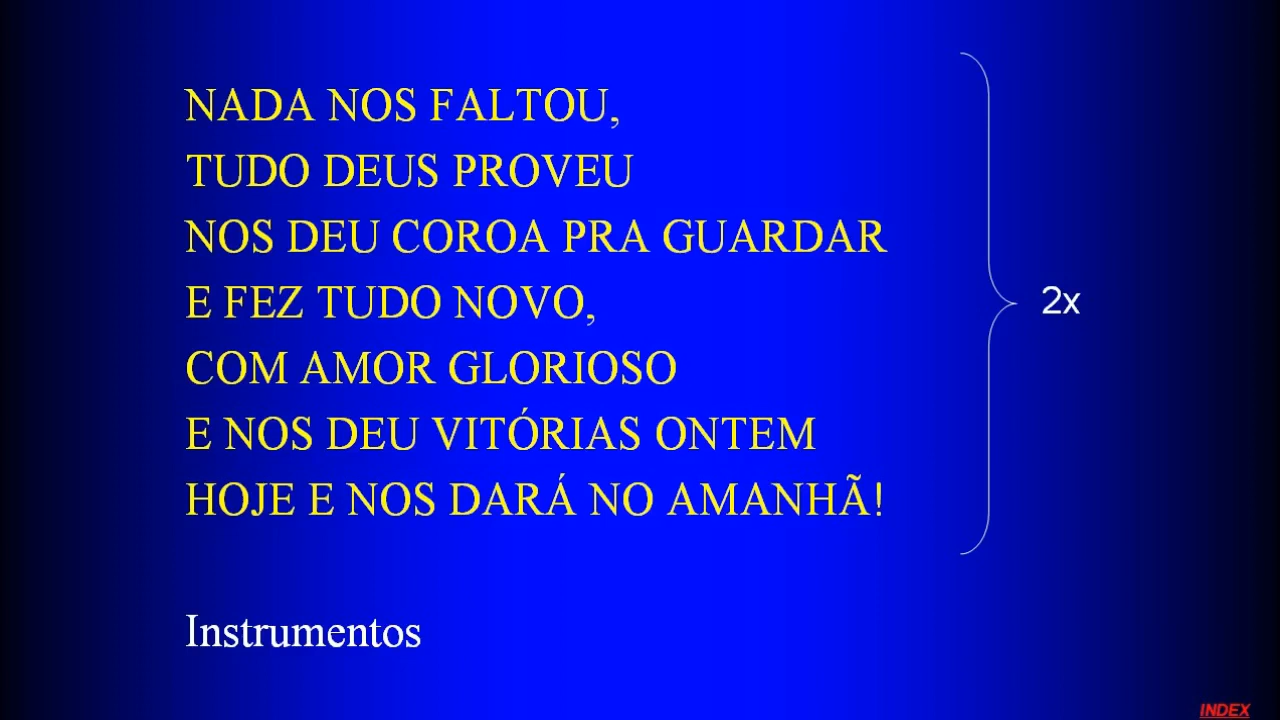 NADA NOS FALTOU,
TUDO DEUS PROVEU
NOS DEU COROA PRA GUARDAR
E FEZ TUDO NOVO,
COM AMOR GLORIOSO
E NOS DEU VITÓRIAS ONTEM
HOJE E NOS DARÁ NO AMANHÃ!
2x
Instrumentos
INDEX